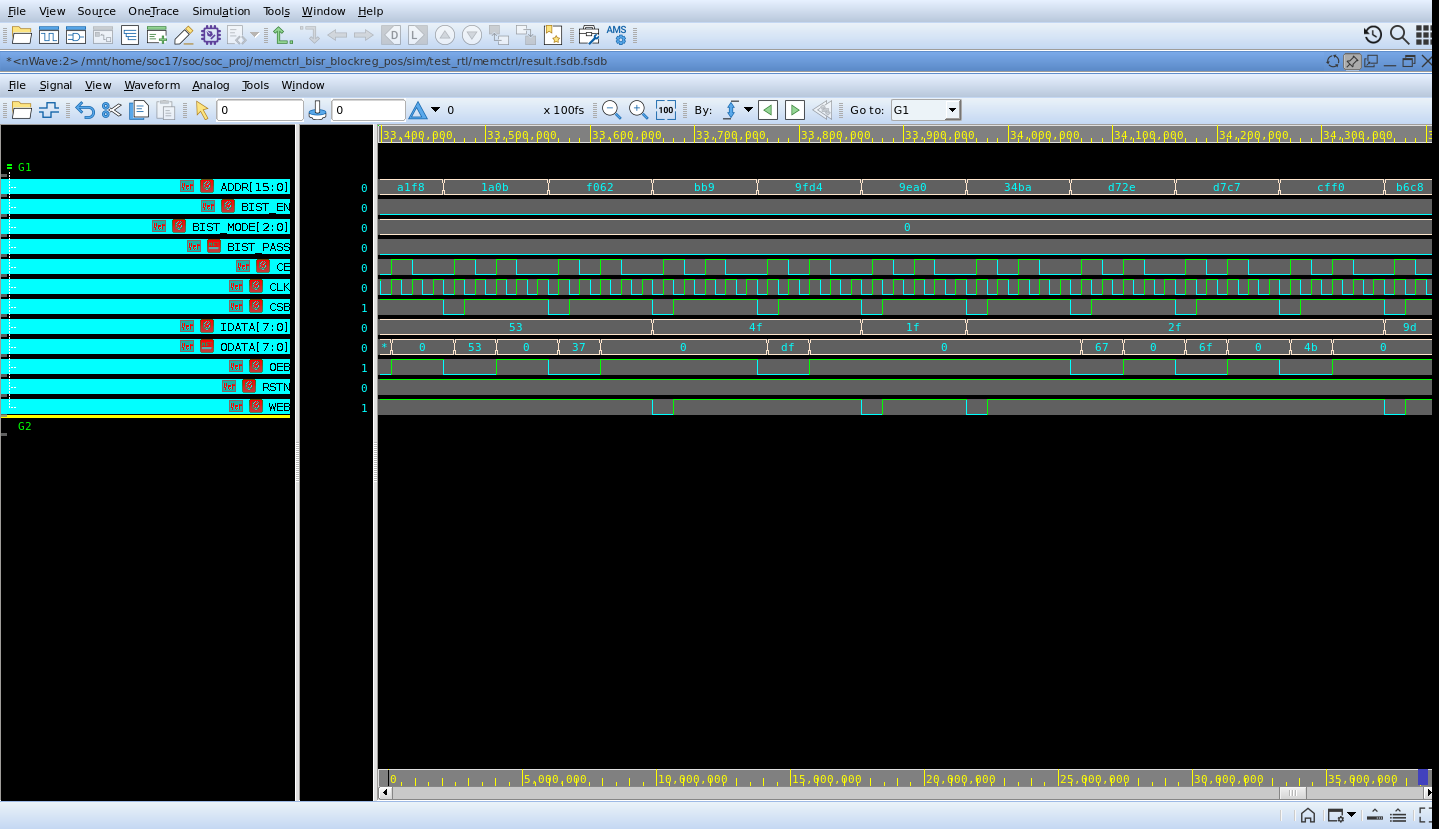 File View Source OneTrace Simulation Tools Window Help
AMS
*<nWave:2> /mnt/home/soc17/soc/soc_proj/memctrl_bisr_blockreg_pos/sim/test_rtl/memctrl/result.fsdb.fsdb
File Signal View Waveform Analog Tools Window
0 0 0 x 100fs 100 By: Go to: G1
33,400,000 33,500,000 33,600,000 33,700,000 33,800,000 33,900,000 34,000,000 34,100,000 34,200,000 34,300,000
G1
ADDR[15:0] 0 a1f8 1a0b f062 bb9 9fd4 9ea0 34ba d72e d7c7 cff0 b6c8
BIST_EN 0
BIST_MODE[2:0] 0 0
BIST_PASS 0
CE 0
CLK 0
CSB 1
IDATA[7:0] 0 53 4f 1f 2f 9d
ODATA[7:0] 0 * 0 53 0 37 0 df 0 67 0 6f 0 4b 0
OEB 1
RSTN 0
WEB 1
G2
0 5,000,000 10,000,000 15,000,000 20,000,000 25,000,000 30,000,000 35,000,000